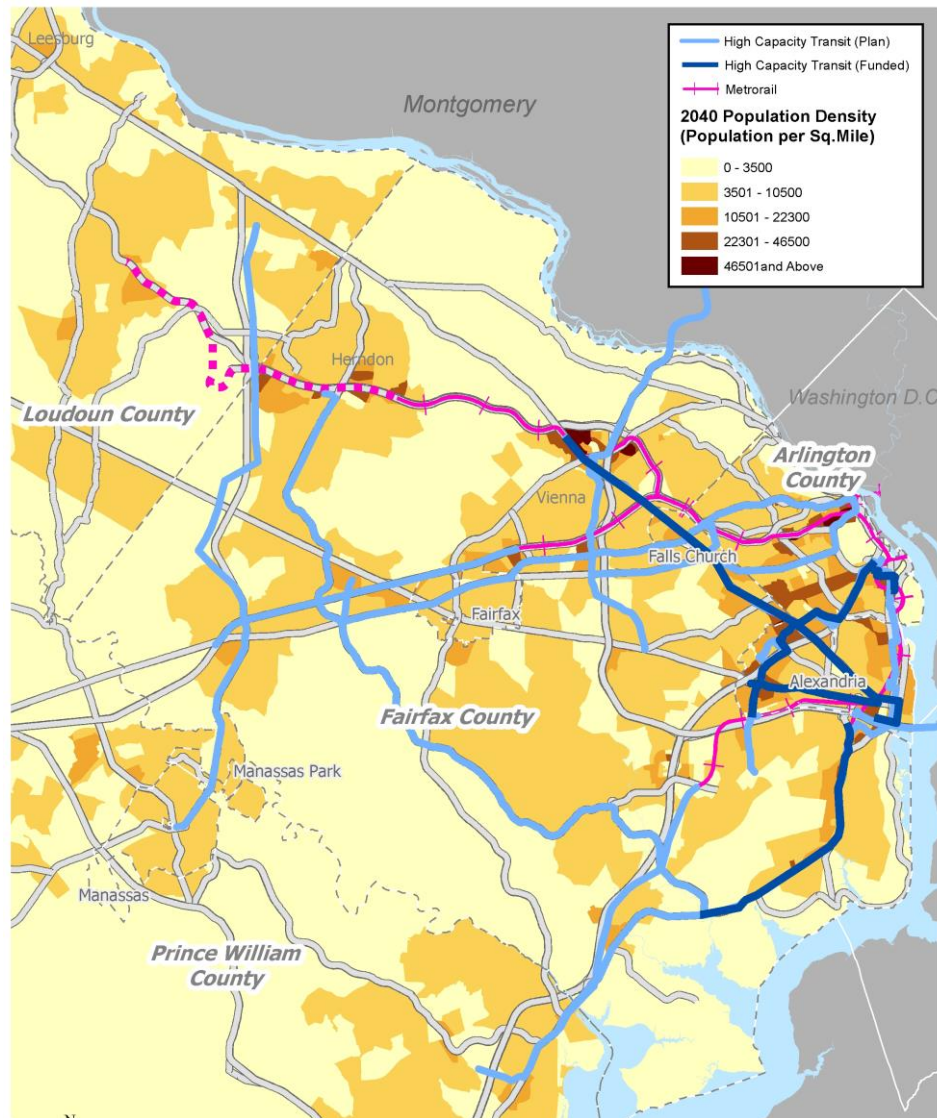 High Capacity Transit (Plan)
High Capacity Transit (Funded)
Metrorail
2040 Population Density
(Population per Sq.Mile)
0 - 3500
3501 - 10500
10501 - 22300
22301 - 46500
46501and Above
Leesburg
Montgomery
Herndon
Loudoun County
Washington D.C
Arlington
County
Vienna
Falls Church
Fairfax
Alexandria
Fairfax County
Manassas Park
Manassas
Prince William
County
N